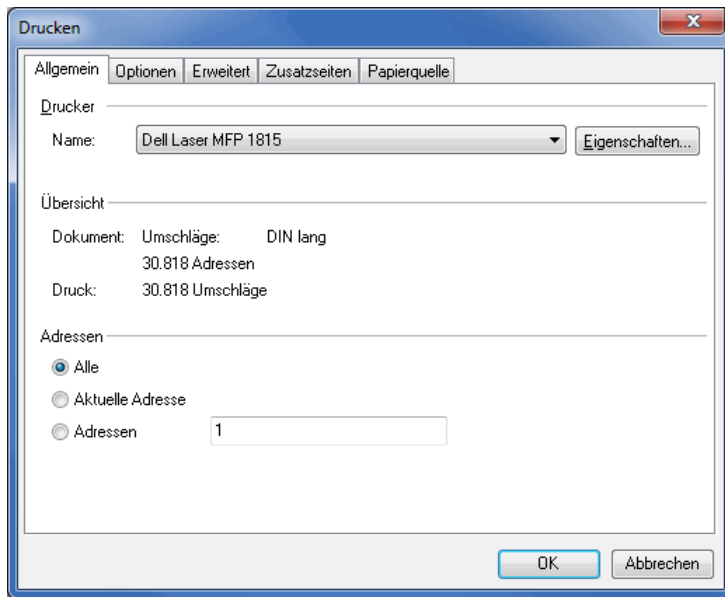 Drucken
Allgemein Optionen Erweitert Zusatzseiten Papierquelle
Drucker
Name: Dell Laser MFP 1815 Eigenschaften...
Übersicht
Dokument: Umschläge: DIN lang
30.818 Adressen
Druck: 30.818 Umschläge
Adressen
Alle
Aktuelle Adresse
Adressen 1
OK Abbrechen